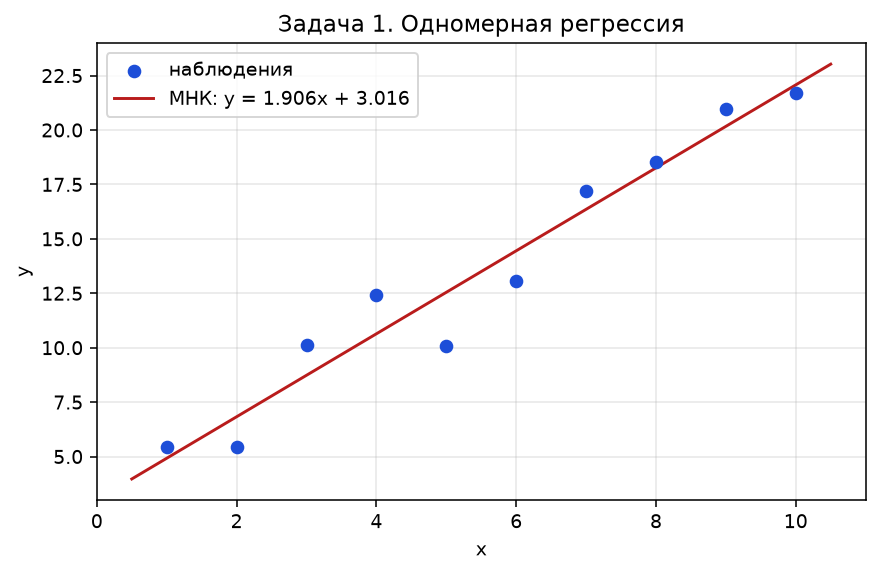 Задача 1. Одномерная регрессия
наблюдения
МНК: y = 1.906x + 3.016
22.5
20.0
17.5
15.0
12.5
10.0
7.5
5.0
y
0 2 4 6 8 10
x